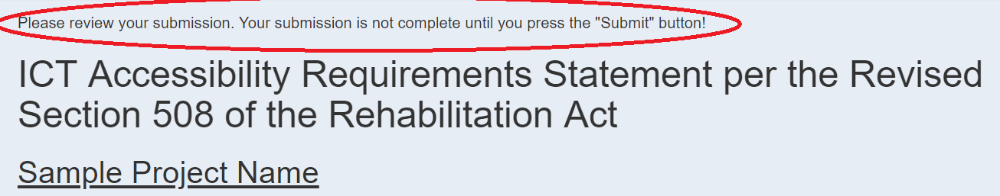 Please review your submission. Your submission is not complete until you press the "Submit" button!
ICT Accessibility Requirements Statement per the Revised
Section 508 of the Rehabilitation Act
Sample Project Name